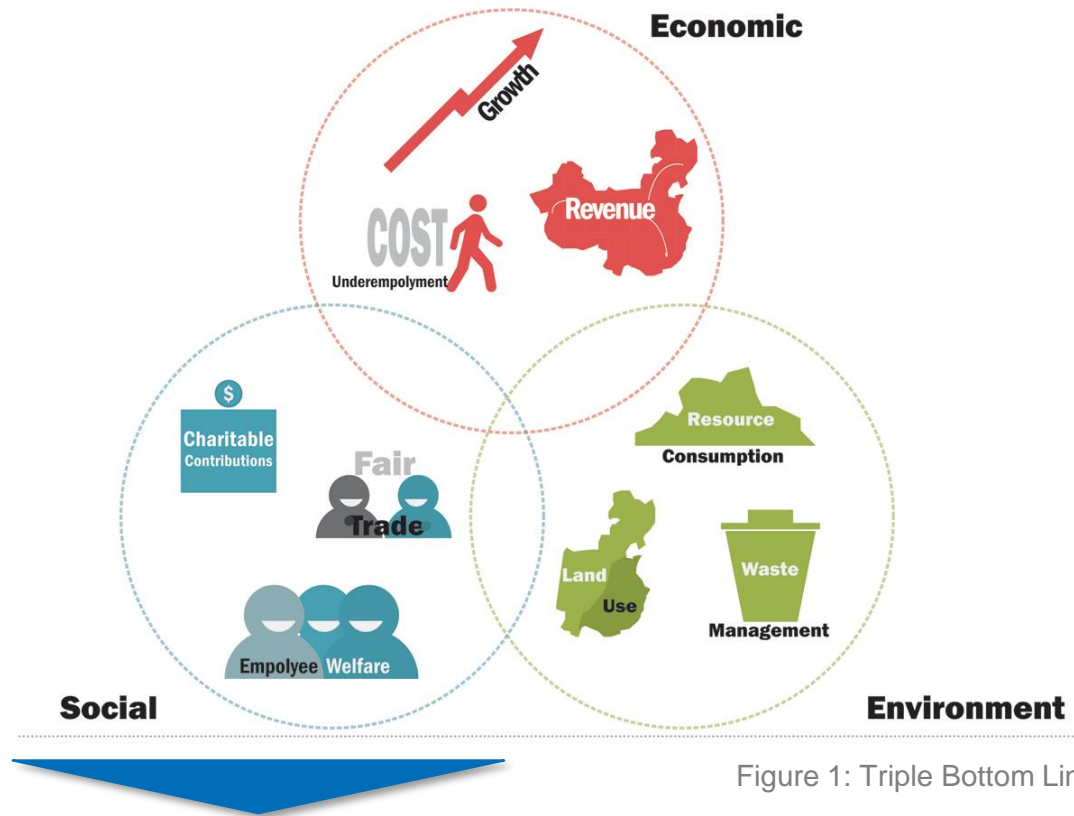 Economic
Growth
Revenue
COST
Underempolyment
$
Charitable
Contributions
Fair
Trade
Resource
Consumption
Land
Use
Waste
Management
Empolyee Welfare
Social
Environment
Figure 1: Triple Bottom Lin